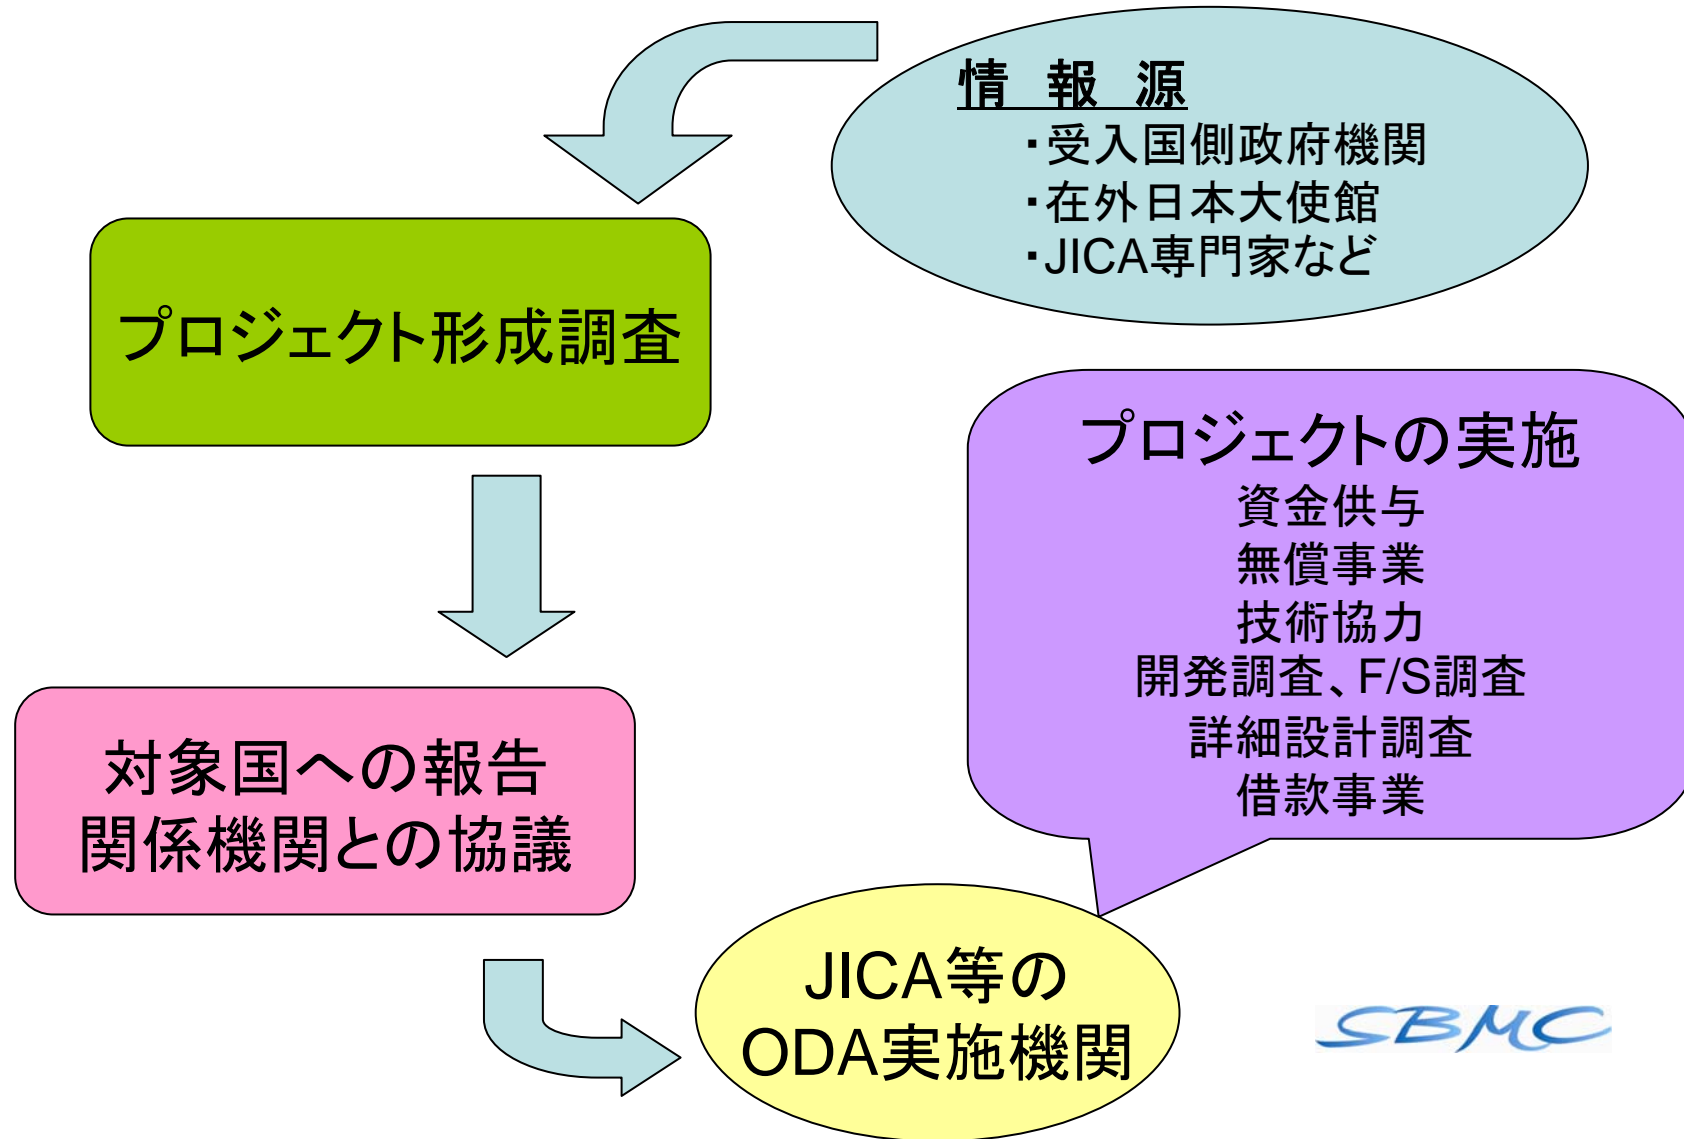 情　報　源
・受入国側政府機関
・在外日本大使館
・JICA専門家など
プロジェクト形成調査
対象国への報告
関係機関との協議
JICA等の
ODA実施機関
プロジェクトの実施
資金供与
無償事業
技術協力
開発調査、F/S調査
詳細設計調査
借款事業
SBMC